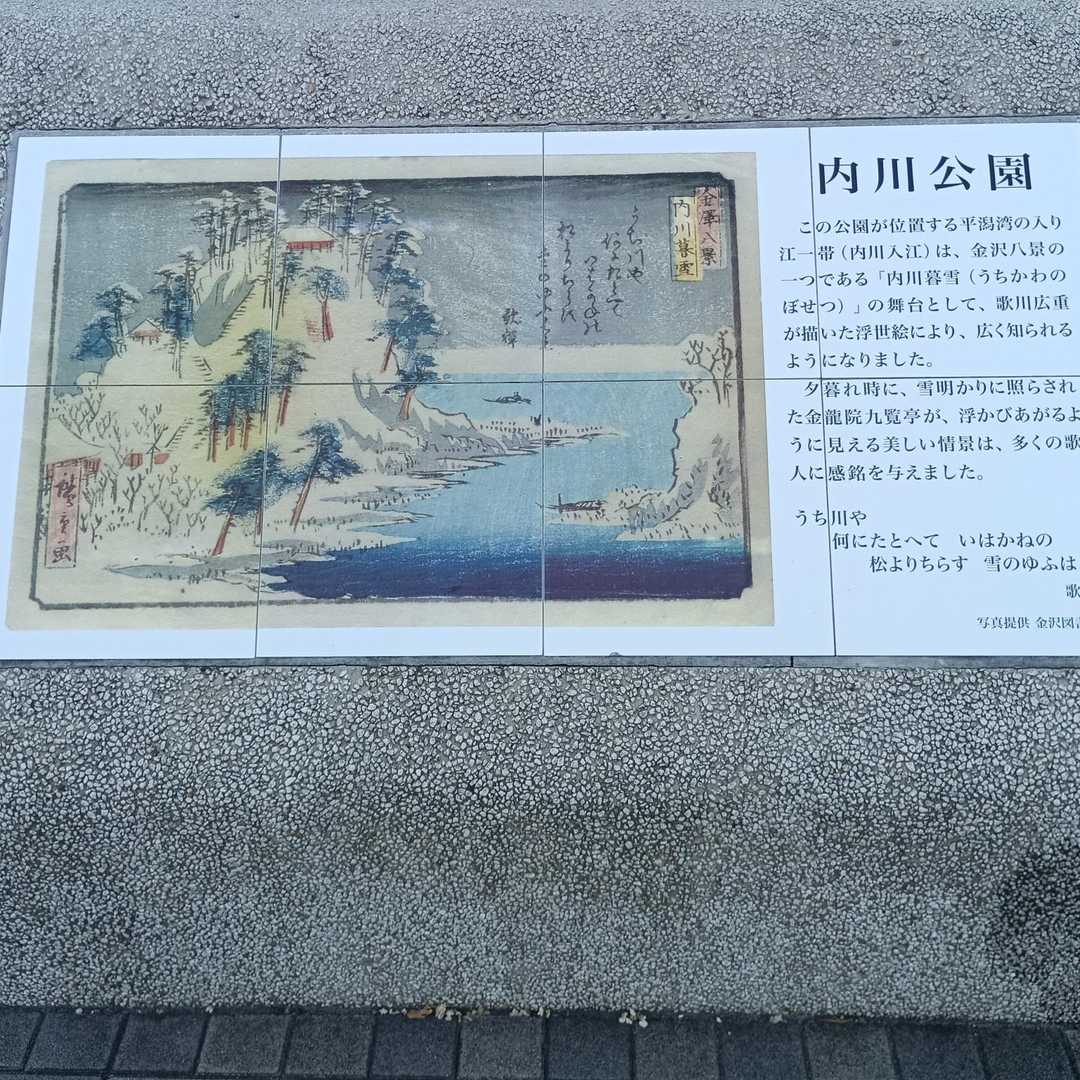 内川公園
この公園が位置する平潟湾の入り
江一帯（内川入江）は、金沢八景の
一つである「内川暮雪（うちかわの
ぼせつ）」の舞台として、歌川広重
が描いた浮世絵により、広く知られる
ようになりました。
夕暮れ時に、雪明かりに照らされ
た金龍院九覧亭が、浮かびあがるよ
うに見える美しい情景は、多くの歌
人に感銘を与えました。
うち川や
何にたとへて　いはかねの
松よりちらす　雪のゆふは
歌
写真提供 金沢図書
金澤八景
内川暮雪
廣重画